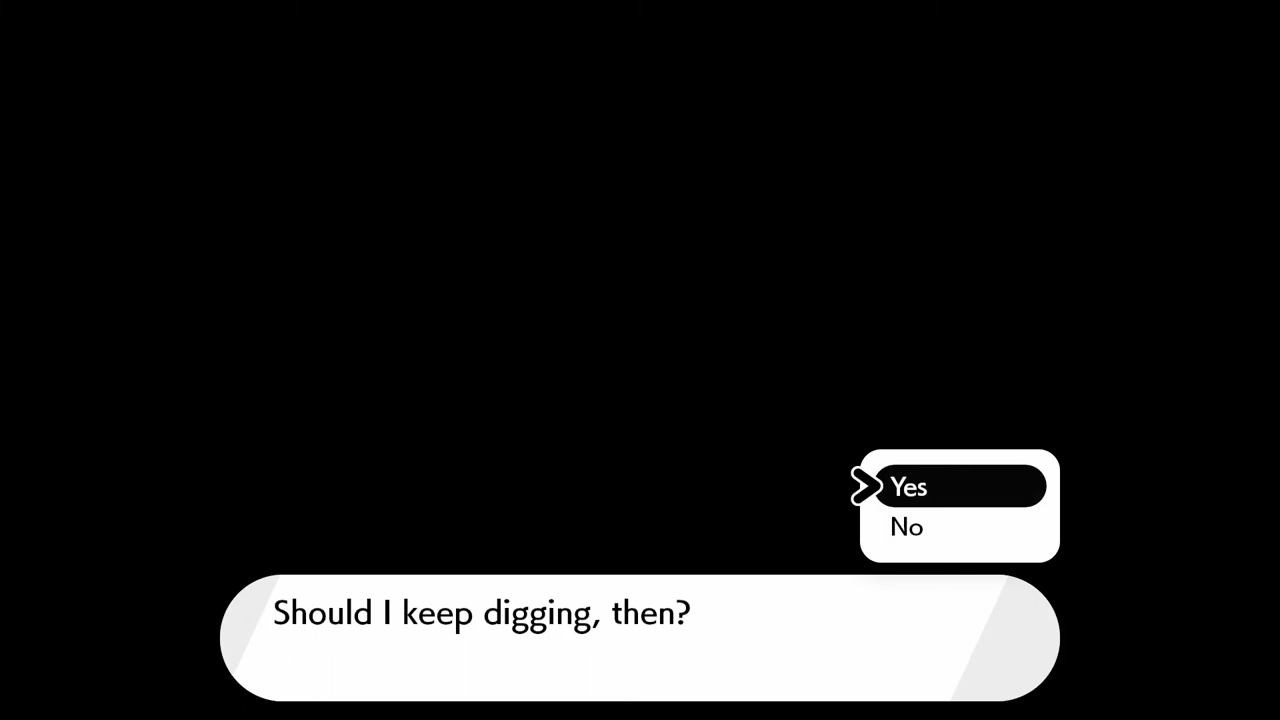 Yes
No
Should I keep digging, then?